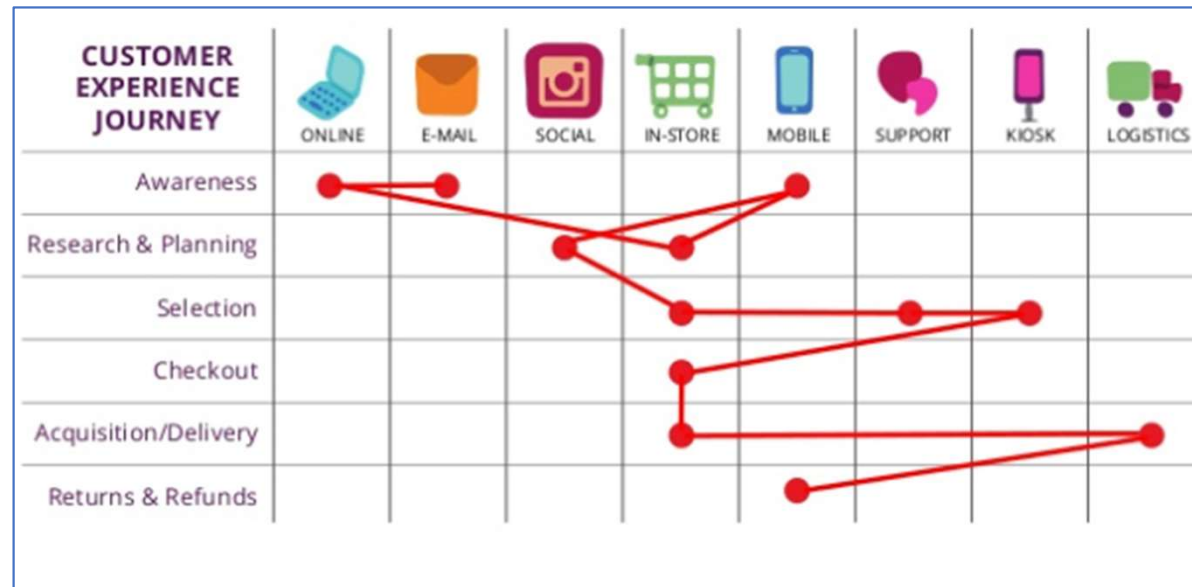 CUSTOMER
EXPERIENCE
JOURNEY
ONLINE
E-MAIL
SOCIAL
IN-STORE
MOBILE
SUPPORT
KIOSK
LOGISTICS
Awareness
Research & Planning
Selection
Checkout
Acquisition/Delivery
Returns & Refunds